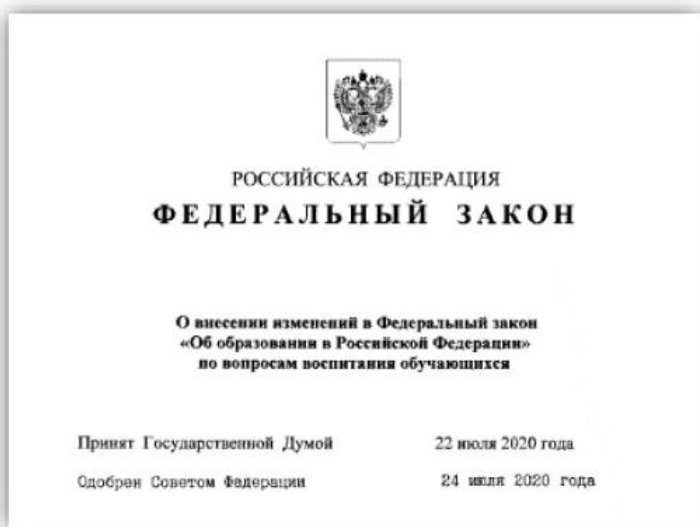 РОССИЙСКАЯ ФЕДЕРАЦИЯ
ФЕДЕРАЛЬНЫЙ ЗАКОН
О внесении изменений в Федеральный закон
«Об образовании в Российской Федерации»
по вопросам воспитания обучающихся
Принят Государственной Думой 22 июля 2020 года
Одобрен Советом Федерации 24 июля 2020 года